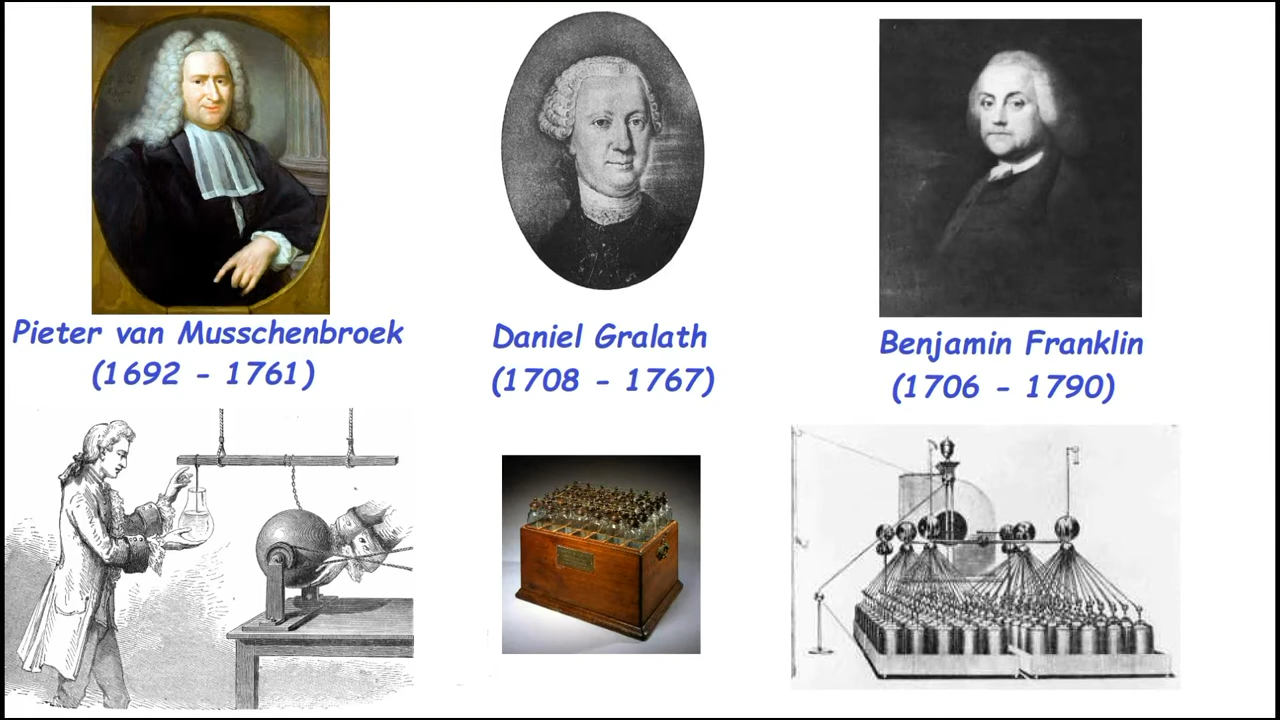 Pieter van Musschenbroek
(1692 - 1761)
Daniel Gralath
(1708 - 1767)
Benjamin Franklin
(1706 - 1790)